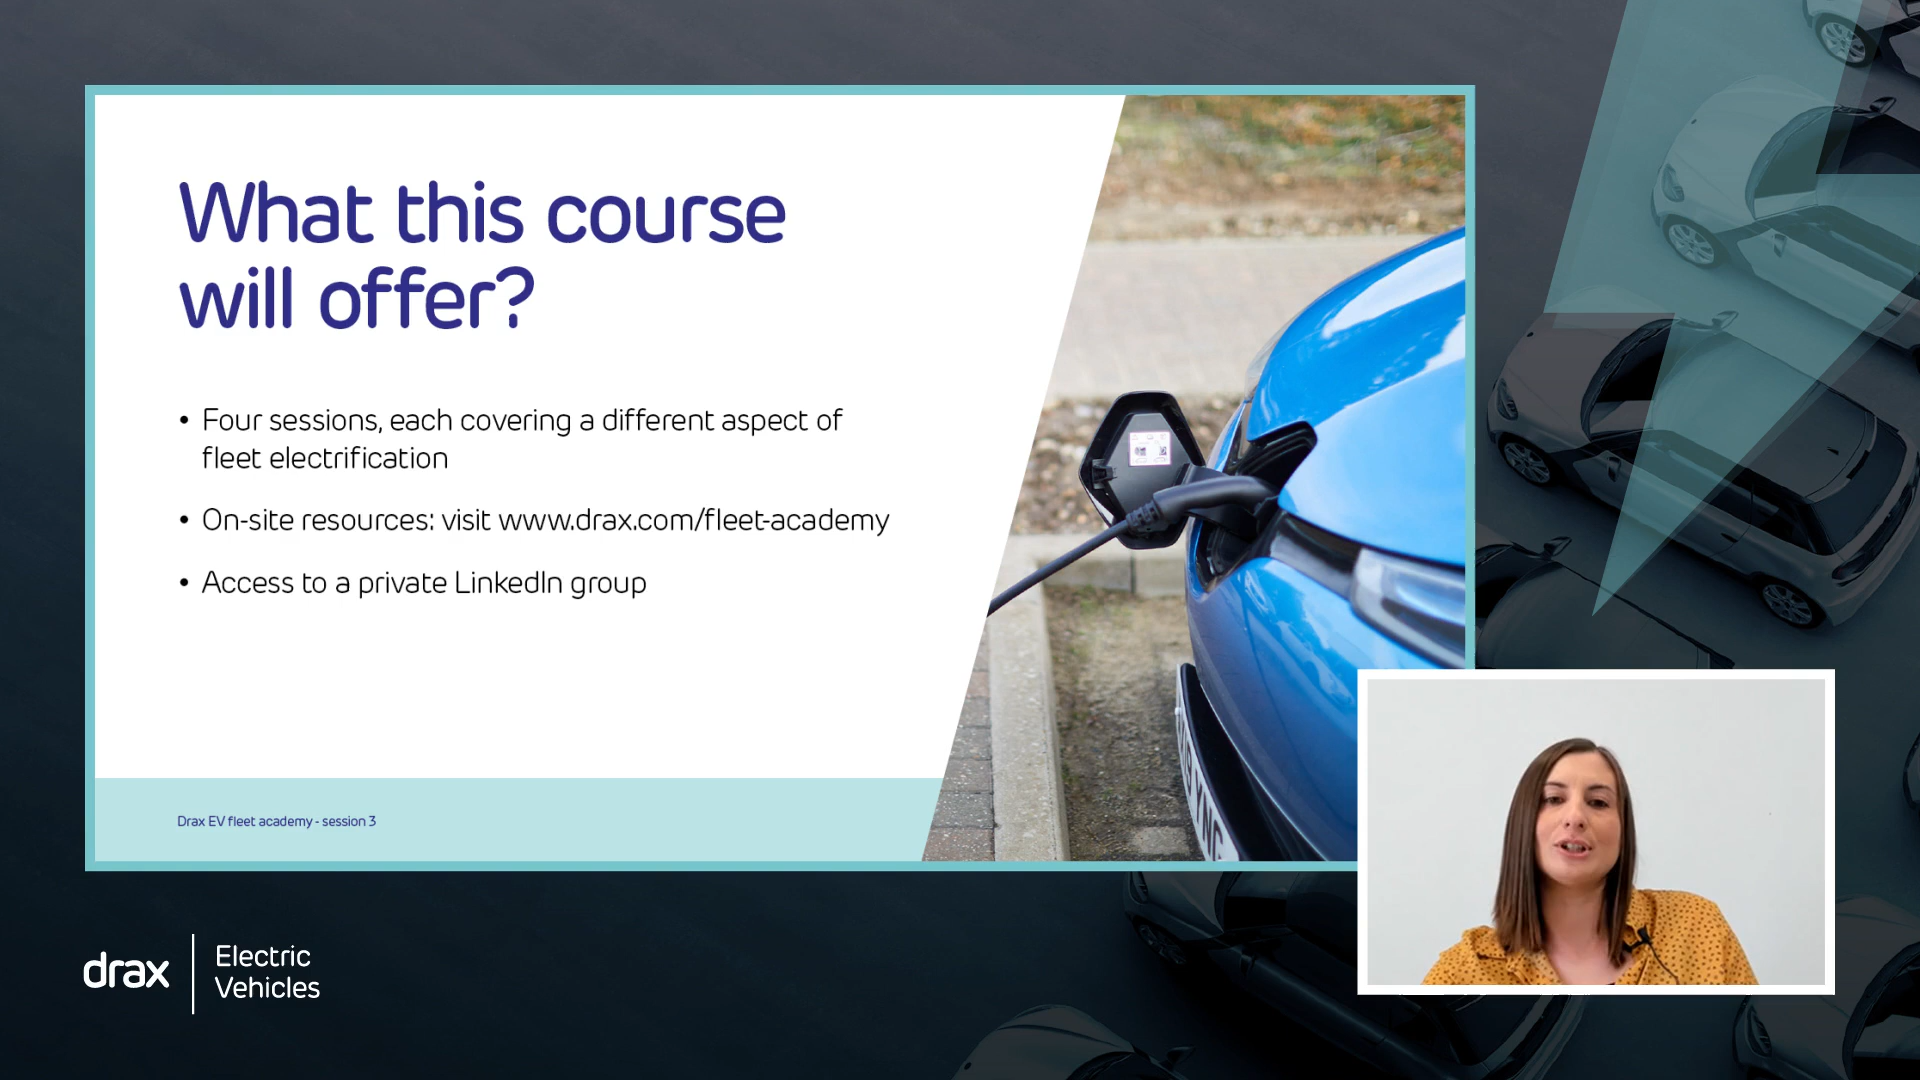 What this course
will offer?
• Four sessions, each covering a different aspect of
fleet electrification
• On-site resources: visit www.drax.com/fleet-academy
• Access to a private LinkedIn group
Drax EV fleet academy - session 3
drax
Electric
Vehicles